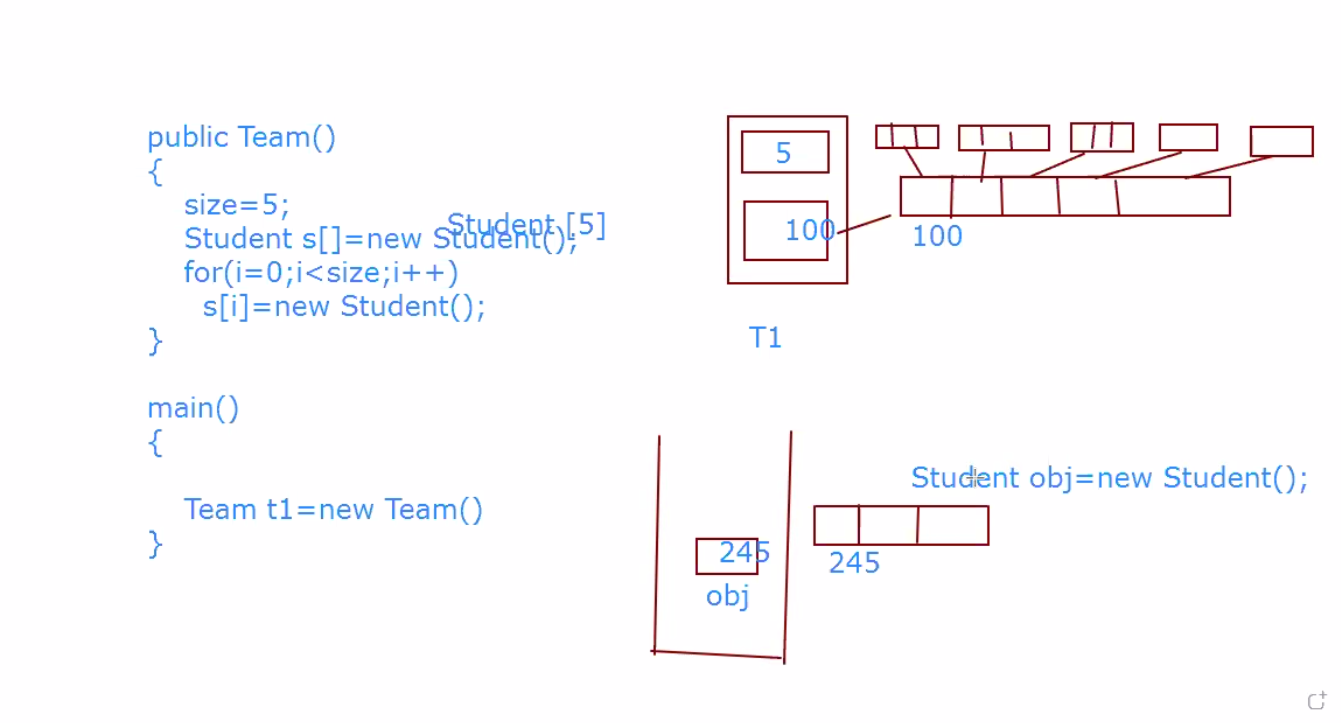 public Team()
{
size=5;
Student [5]
Student s[]=new Student();
for(i=0;i<size;i++)
s[i]=new Student();
}
main()
{
Team t1=new Team()
}
5
100
100
T1
Student obj=new Student();
245
245
obj